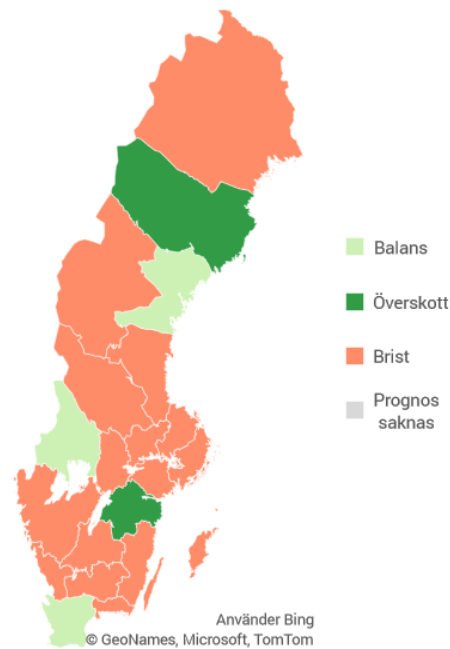 Balans
Överskott
Brist
Prognos
saknas
Använder Bing
© GeoNames, Microsoft, TomTom